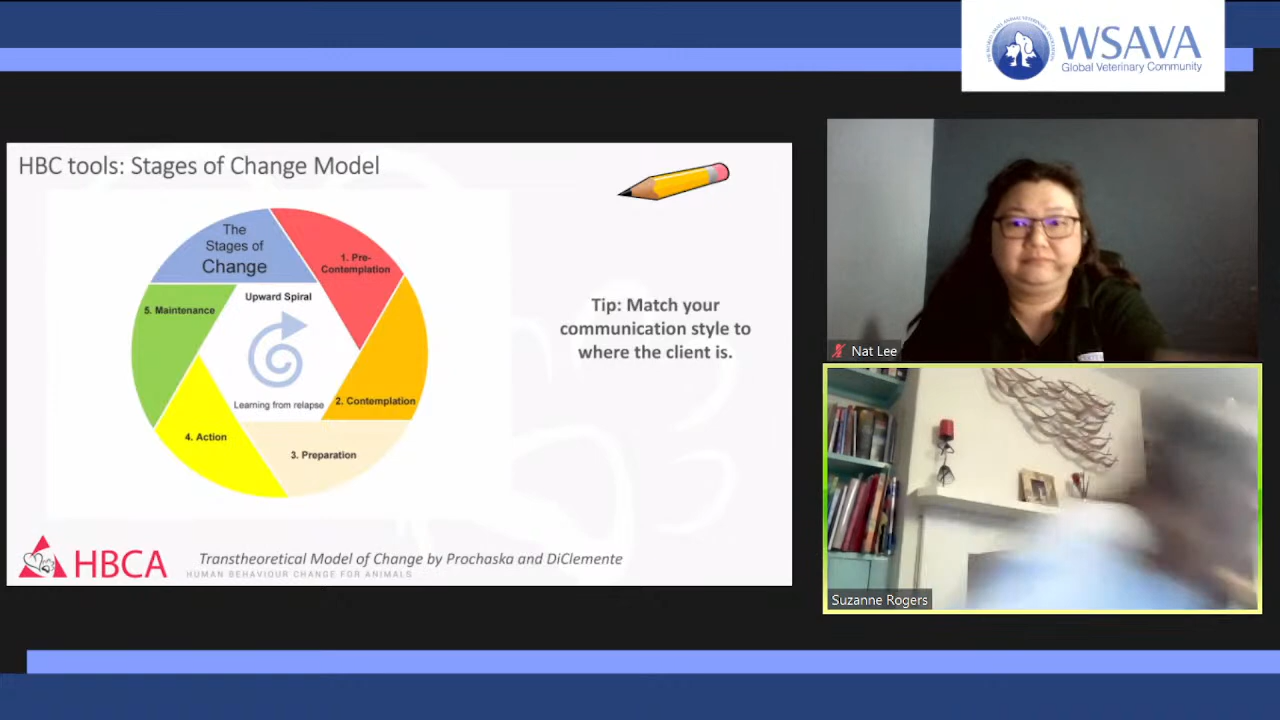 WSAVA
Global Veterinary Community
HBC tools: Stages of Change Model
The
Stages of
Change
1. Pre-
Contemplation
5. Maintenance
Upward Spiral
Learning from relapse
2. Contemplation
4. Action
3. Preparation
Tip: Match your
communication style to
where the client is.
HBCA
Transtheoretical Model of Change by Prochaska and DiClemente
HUMAN BEHAVIOUR CHANGE FOR ANIMALS
Nat Lee
Suzanne Rogers